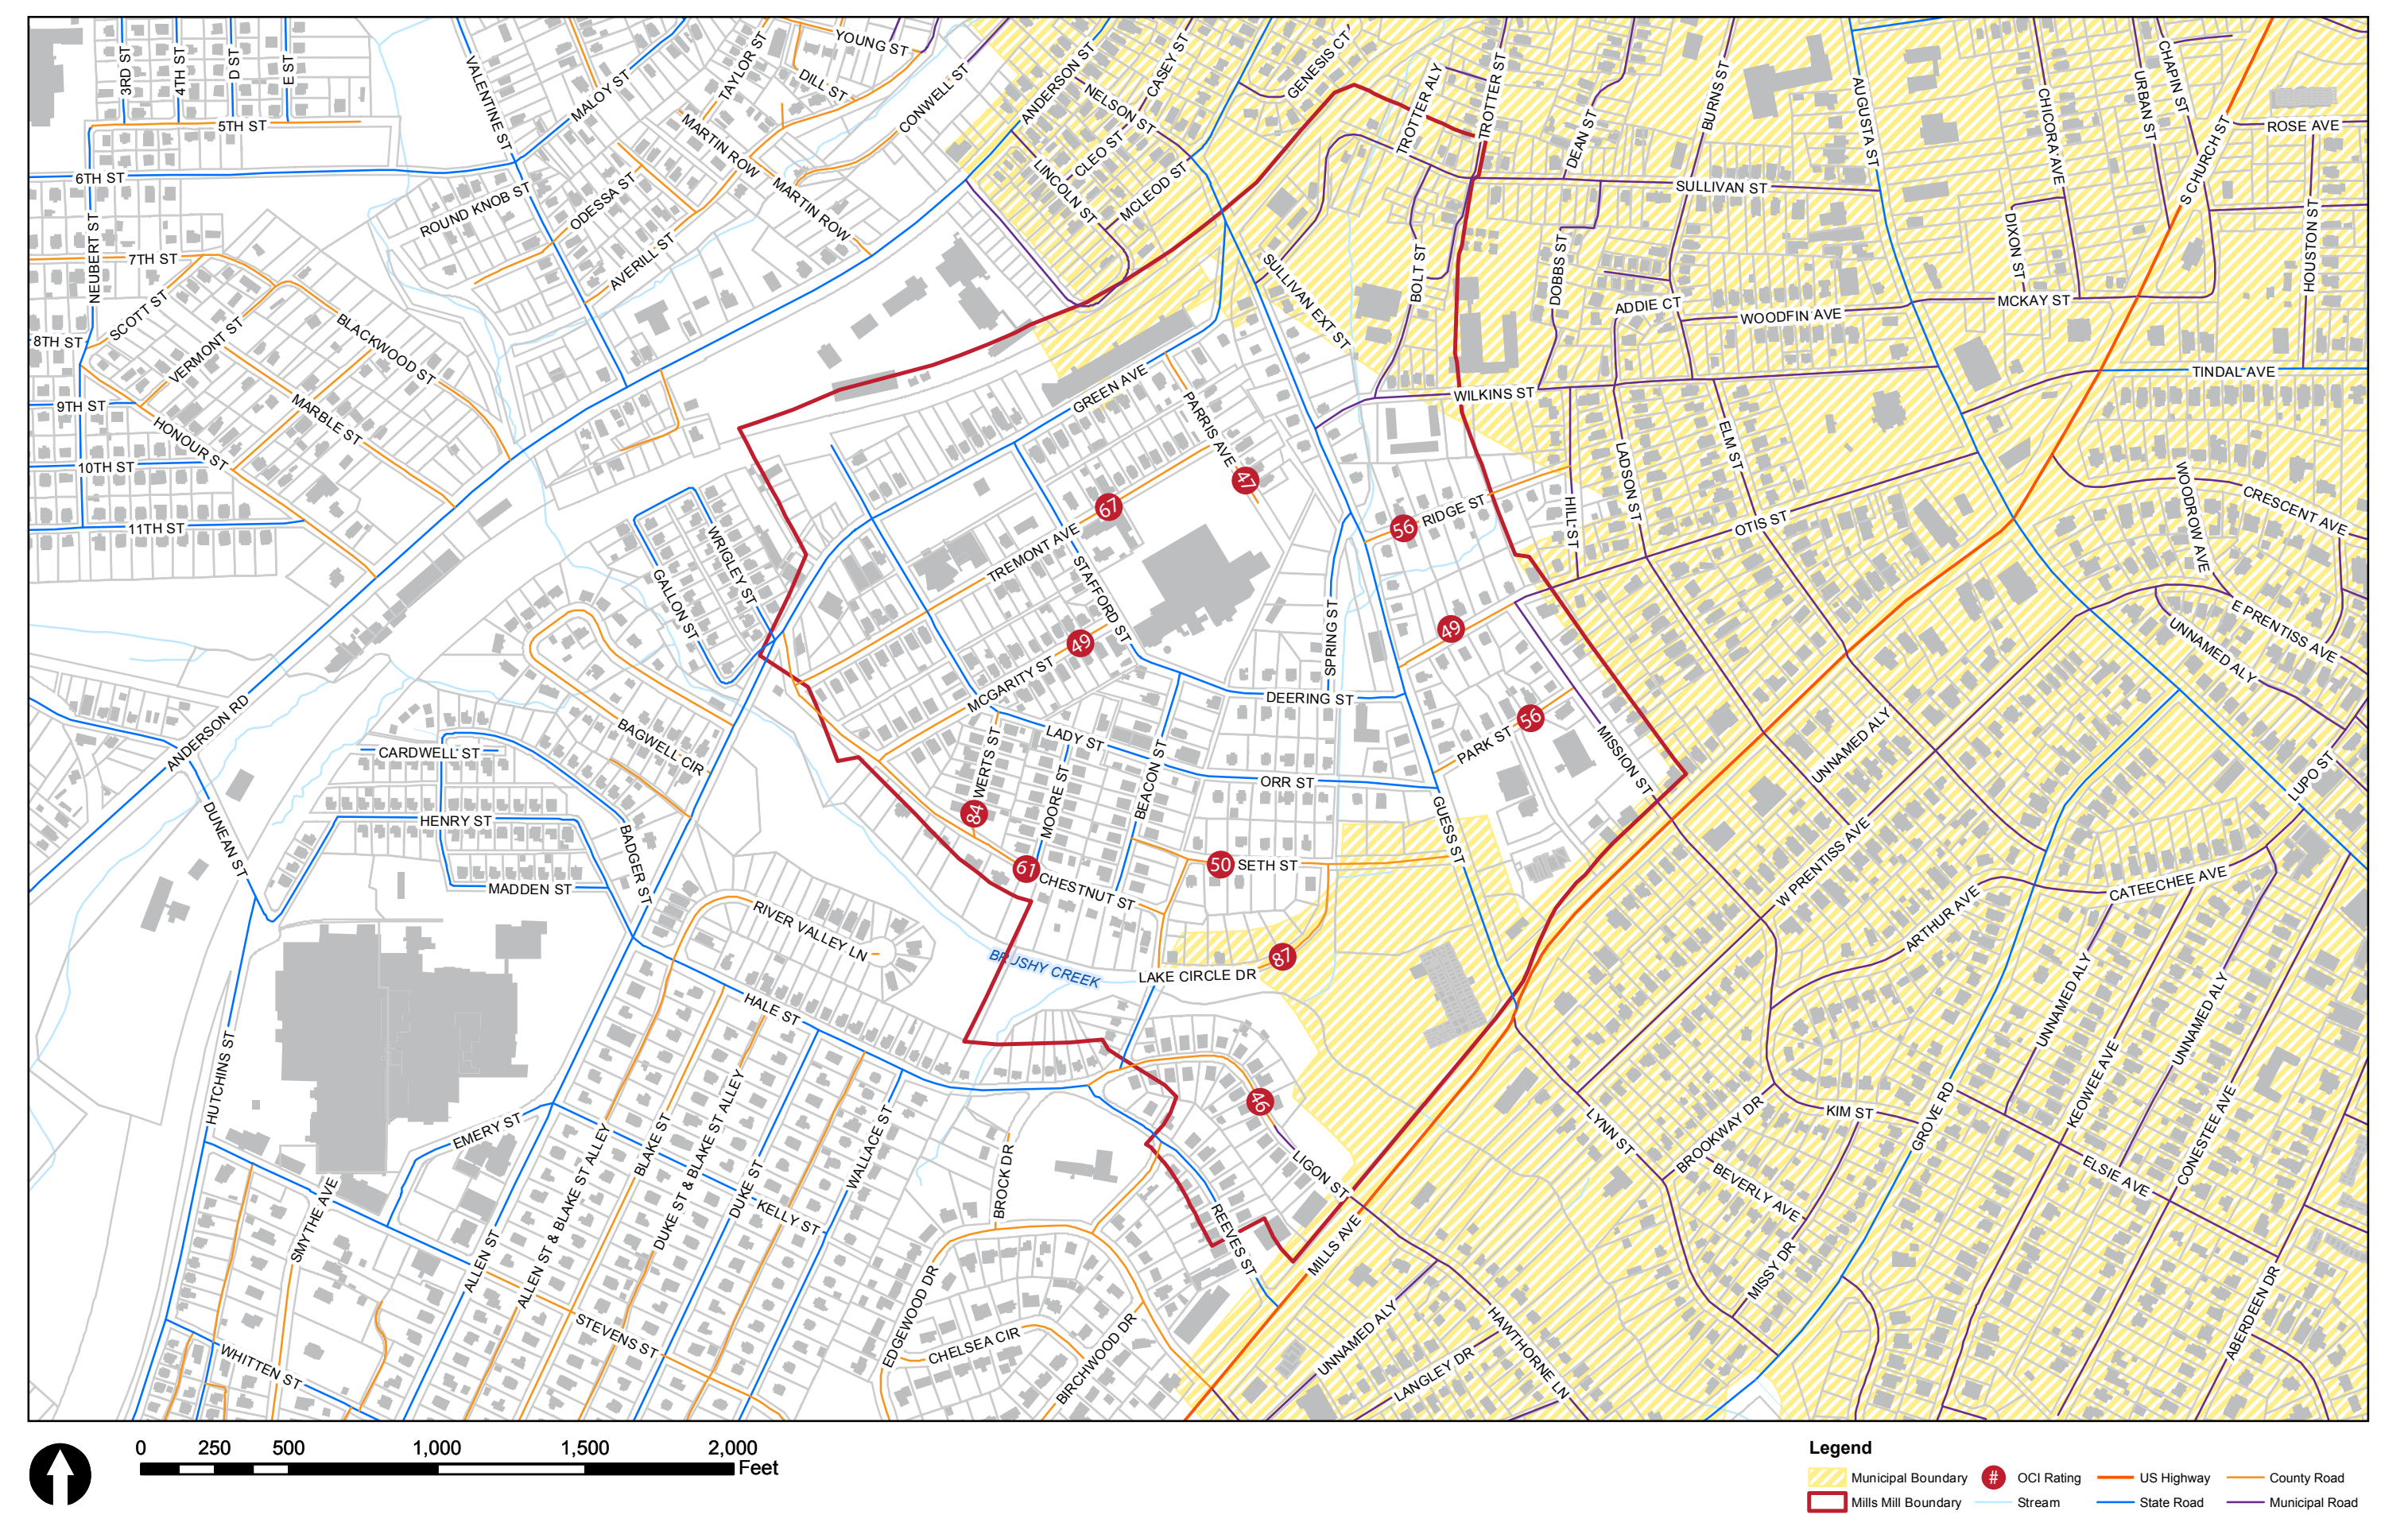 YOUNG ST
3RD ST
4TH ST
D ST
E ST
TAYLOR ST
DILL ST
CONWELL ST
VALENTINE ST
MALOY ST
5TH ST
MARTIN ROW
MARTIN ROW
6TH ST
ROUND KNOB ST
ODESSA ST
AVERILL ST
NEUBERT ST
7TH ST
SCOTT ST
VERMONT ST
BLACKWOOD ST
8TH ST
MARBLE ST
9TH ST
HONOUR ST
10TH ST
11TH ST
ANDERSON ST
CASEY ST
NELSON ST
CLEO ST
LINCOLN ST
MCLEOD ST
GENESIS CT
TROTTER ALY
TROTTER ST
DEAN ST
BURNS ST
AUGUSTA ST
CHICORA AVE
URBAN ST
CHAPIN ST
S CHURCH ST
ROSE AVE
SULLIVAN ST
DIXON ST
HOUSTON ST
SULLIVAN EXT ST
BOLT ST
DOBBS ST
ADDIE CT
WOODFIN AVE
MCKAY ST
TINDAL AVE
WILKINS ST
GREEN AVE
PARRIS AVE
47
67
TREMONT AVE
STAFFORD ST
56
RIDGE ST
HILL ST
LADSON ST
ELM ST
OTIS ST
WOODROW AVE
CRESCENT AVE
E PRENTISS AVE
UNNAMED ALY
WRIGLEY ST
GALLON ST
49
MCGARITY ST
SPRING ST
49
DEERING ST
56
PARK ST
MISSION ST
UNNAMED ALY
LUPO ST
ANDERSON RD
BAGWELL CIR
CARDWELL ST
HENRY ST
MADDEN ST
BADGER ST
DUNEAN ST
WERTS ST
84
LADY ST
MOORE ST
BEACON ST
ORR ST
GUESS ST
61
CHESTNUT ST
50
SETH ST
W PRENTISS AVE
ARTHUR AVE
CATEECHEE AVE
RIVER VALLEY LN
BRUSHY CREEK
LAKE CIRCLE DR
87
HALE ST
HUTCHINS ST
EMERY ST
SMYTHE AVE
ALLEN ST
ALLEN ST & BLAKE ST ALLEY
BLAKE ST
DUKE ST & BLAKE ST ALLEY
DUKE ST
KELLY ST
WALLACE ST
BROCK DR
46
LIGON ST
REEVES ST
MILLS AVE
LYNN ST
BROOKWAY DR
BEVERLY AVE
MISSY DR
KIM ST
GROVE RD
UNNAMED ALY
KEOWEE AVE
UNNAMED ALY
CONESTEE AVE
ELSIE AVE
ABERDEEN DR
WHITTEN ST
STEVENS ST
EDGEWOOD DR
CHELSEA CIR
BIRCHWOOD DR
UNNAMED ALY
LANGLEY DR
HAWTHORNE LN
0 250 500 1,000 1,500 2,000
Feet
Legend
Municipal Boundary
# OCI Rating
US Highway
County Road
Mills Mill Boundary
Stream
State Road
Municipal Road